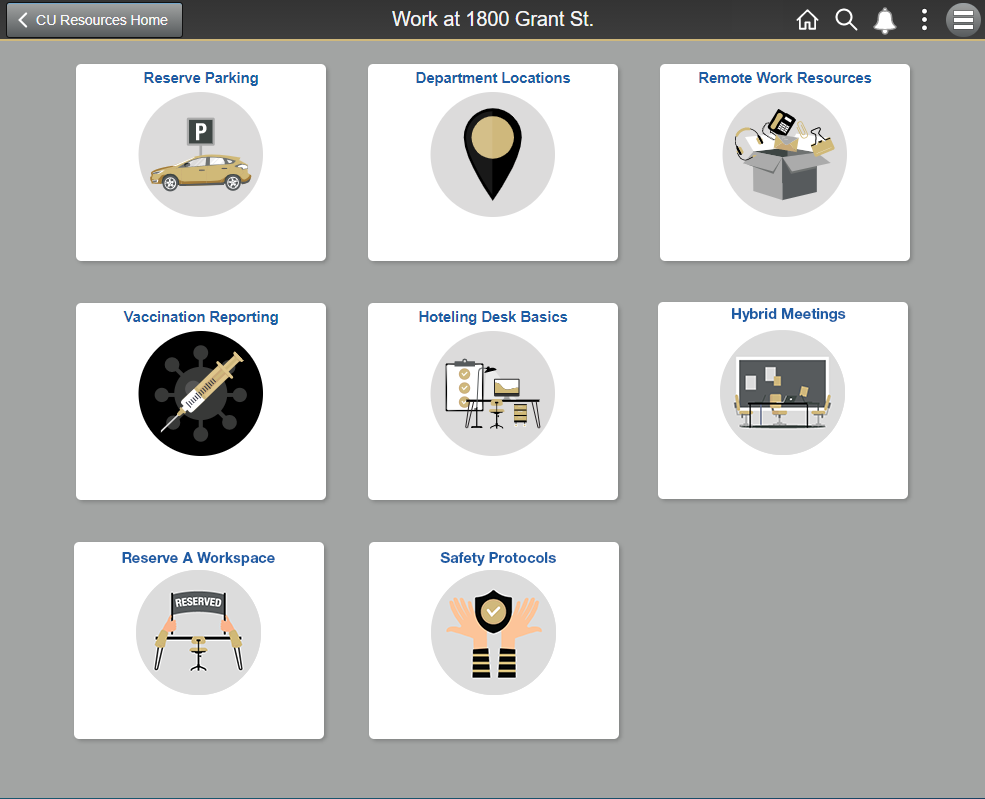 CU Resources Home
Work at 1800 Grant St.
Reserve Parking
P
Department Locations
Remote Work Resources
Vaccination Reporting
Hoteling Desk Basics
Hybrid Meetings
Reserve A Workspace
RESERVED
Safety Protocols